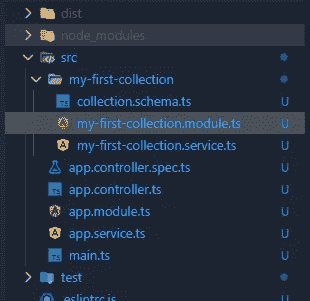 dist
node_modules
src
my-first-collection
TS collection.schema.ts U
my-first-collection.module.ts U
my-first-collection.service.ts U
app.controller.spec.ts U
TS app.controller.ts U
app.module.ts U
app.service.ts U
TS main.ts U
test
.eslintrc.js